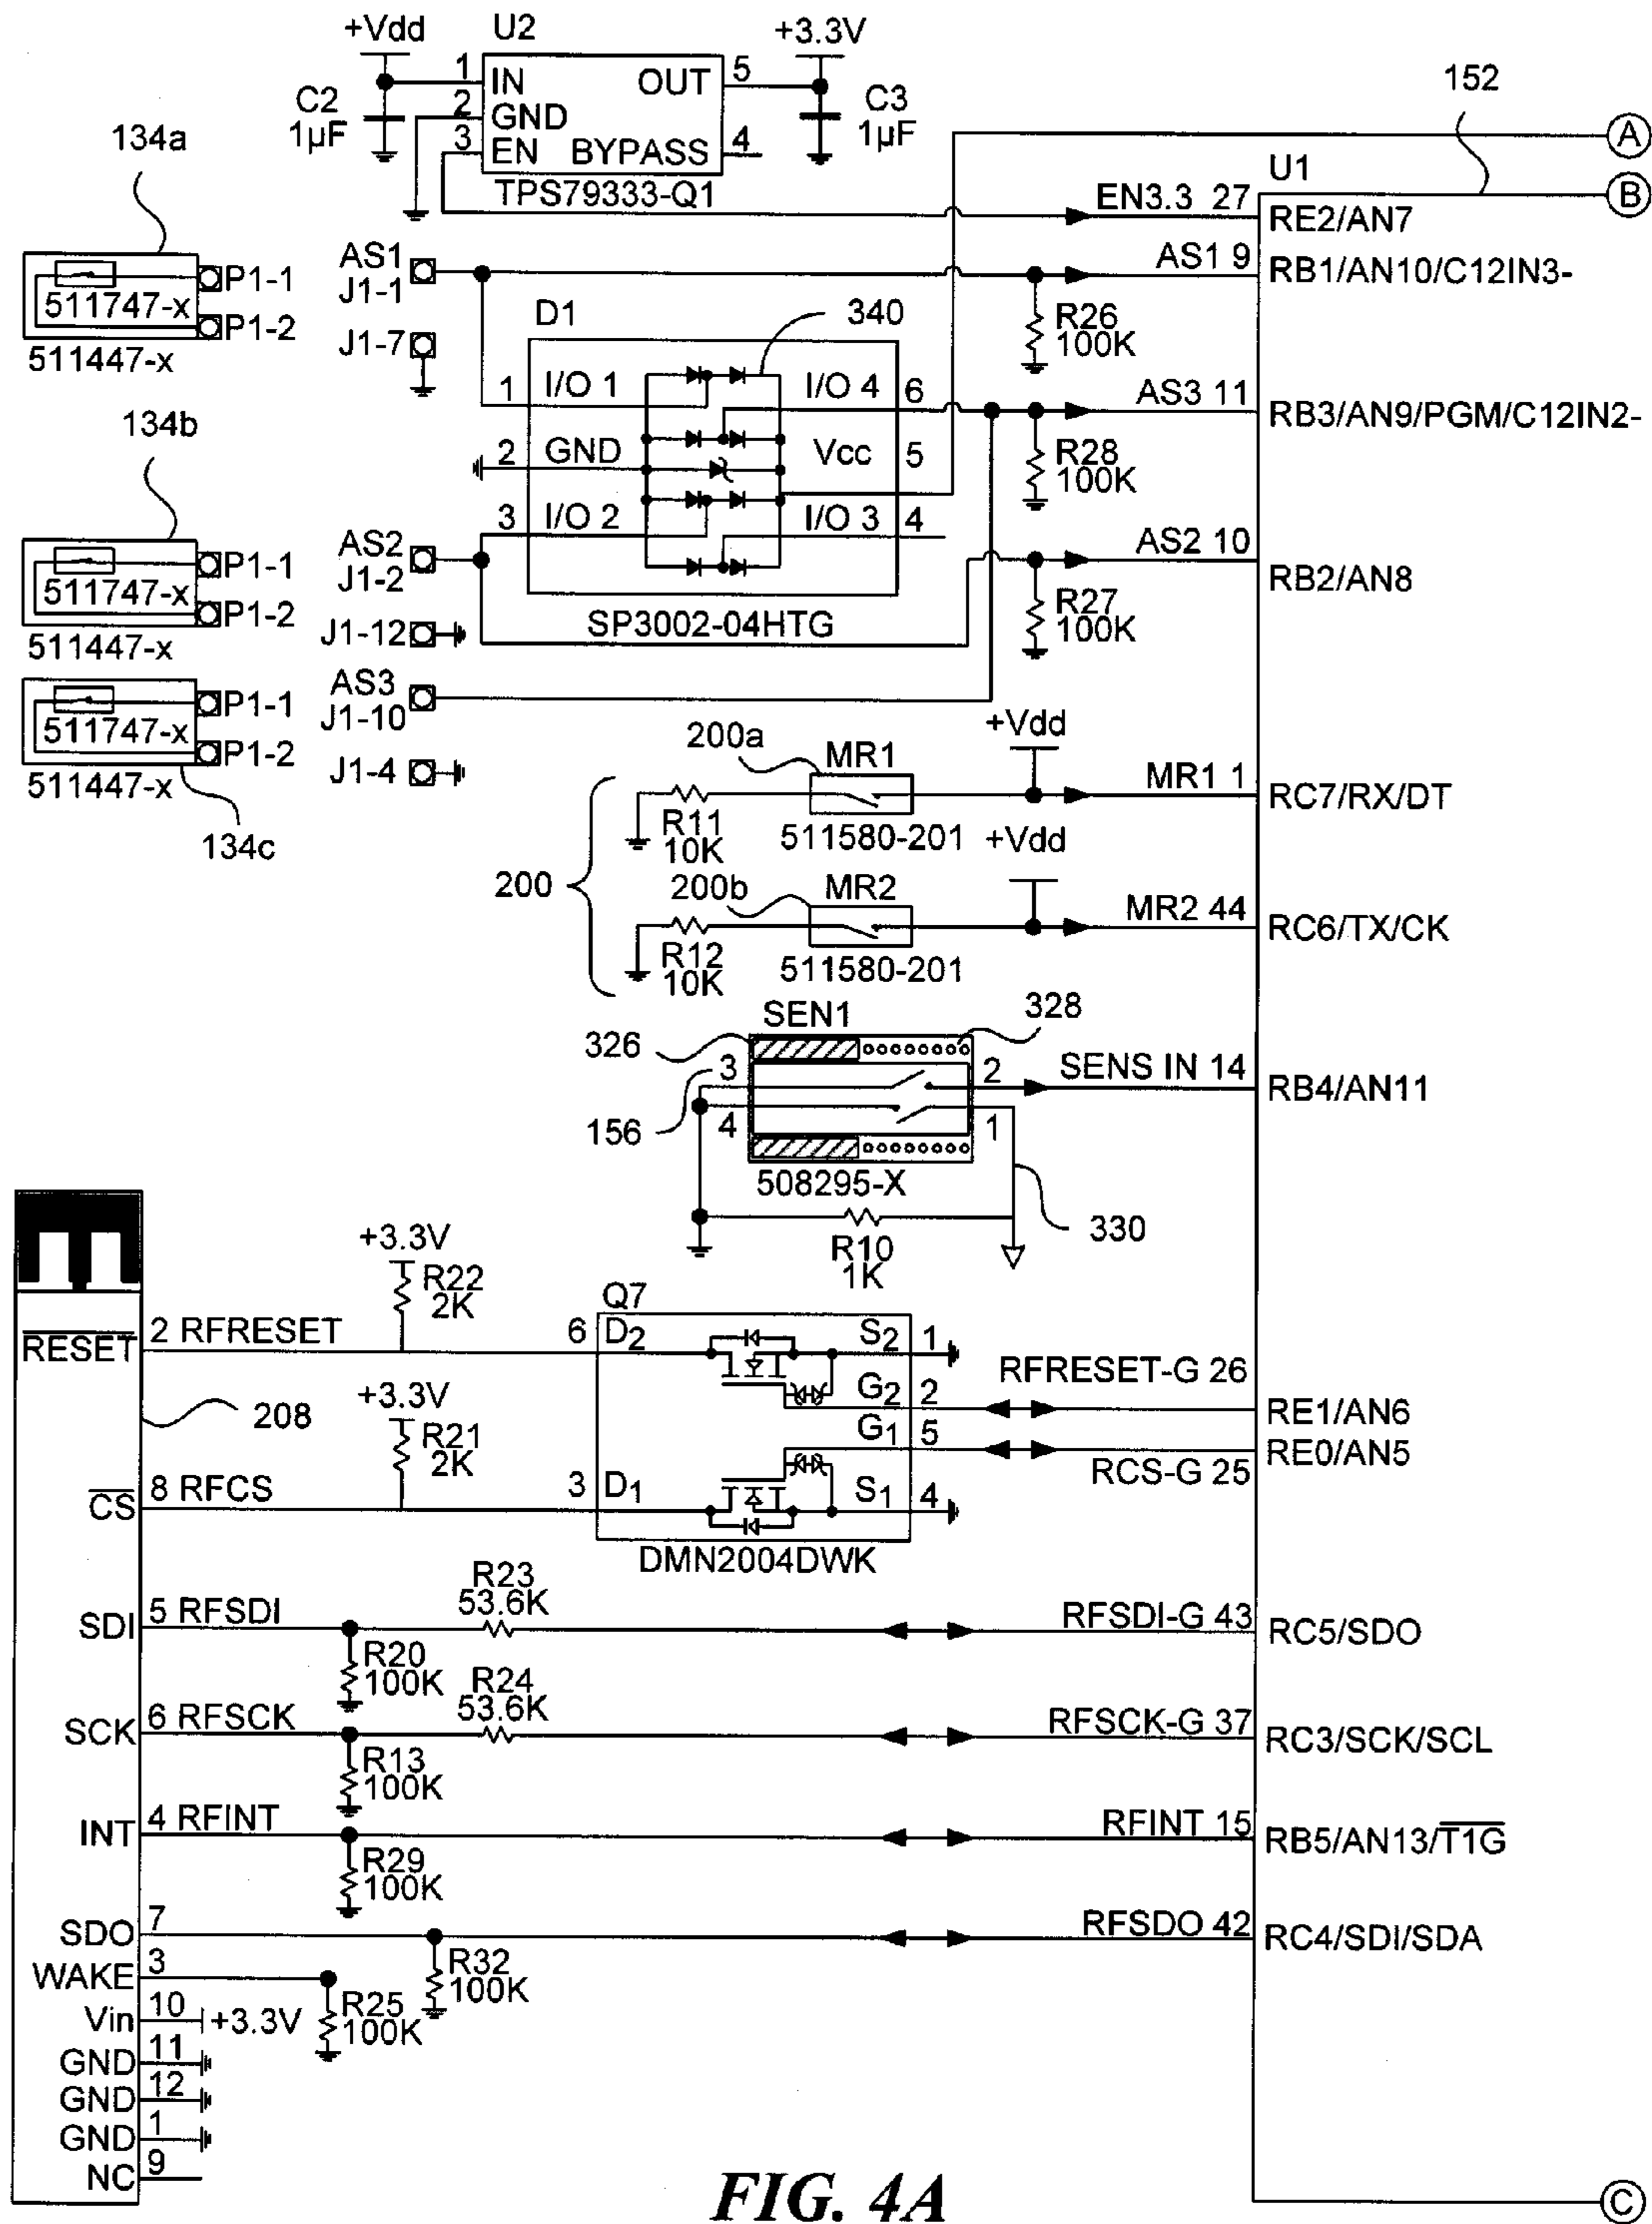 +Vdd
U2
+3.3V
1 IN
OUT 5
C2
1µF
2 GND
3 EN
BYPASS 4
C3
1µF
TPS79333-Q1
152
A
U1
B
134a
511747-x
P1-1
P1-2
511447-x
EN3.3 27
RE2/AN7
AS1
J1-1
AS1 9
RB1/AN10/C12IN3-
J1-7
D1
340
R26
100K
1 I/O 1
I/O 4 6
AS3 11
RB3/AN9/PGM/C12IN2-
2 GND
Vcc 5
R28
100K
3 I/O 2
I/O 3 4
134b
511747-x
P1-1
P1-2
511447-x
AS2
J1-2
AS2 10
RB2/AN8
SP3002-04HTG
R27
100K
J1-12
AS3
J1-10
511747-x
P1-1
P1-2
511447-x
134c
J1-4
200a
MR1
+Vdd
MR1 1
RC7/RX/DT
R11
10K
511580-201
+Vdd
200
200b
MR2
MR2 44
RC6/TX/CK
R12
10K
511580-201
SEN1
326
328
3
2
SENS IN 14
RB4/AN11
156
4
1
508295-X
R10
1K
330
+3.3V
R22
2K
Q7
RESET
2 RFRESET
6 D2
S2 1
RFRESET-G 26
G2 2
RE1/AN6
208
+3.3V
R21
2K
G1 5
RE0/AN5
RCS-G 25
CS
8 RFCS
3 D1
S1 4
DMN2004DWK
R23
53.6K
SDI
5 RFSDI
RFSDI-G 43
RC5/SDO
R20
100K
R24
53.6K
SCK
6 RFSCK
RFSCK-G 37
RC3/SCK/SCL
R13
100K
INT
4 RFINT
RFINT 15
RB5/AN13/T1G
R29
100K
SDO
7
RFSDO 42
RC4/SDI/SDA
R32
100K
WAKE
3
R25
100K
Vin
10
+3.3V
GND
11
GND
12
GND
1
NC
9
C
FIG. 4A